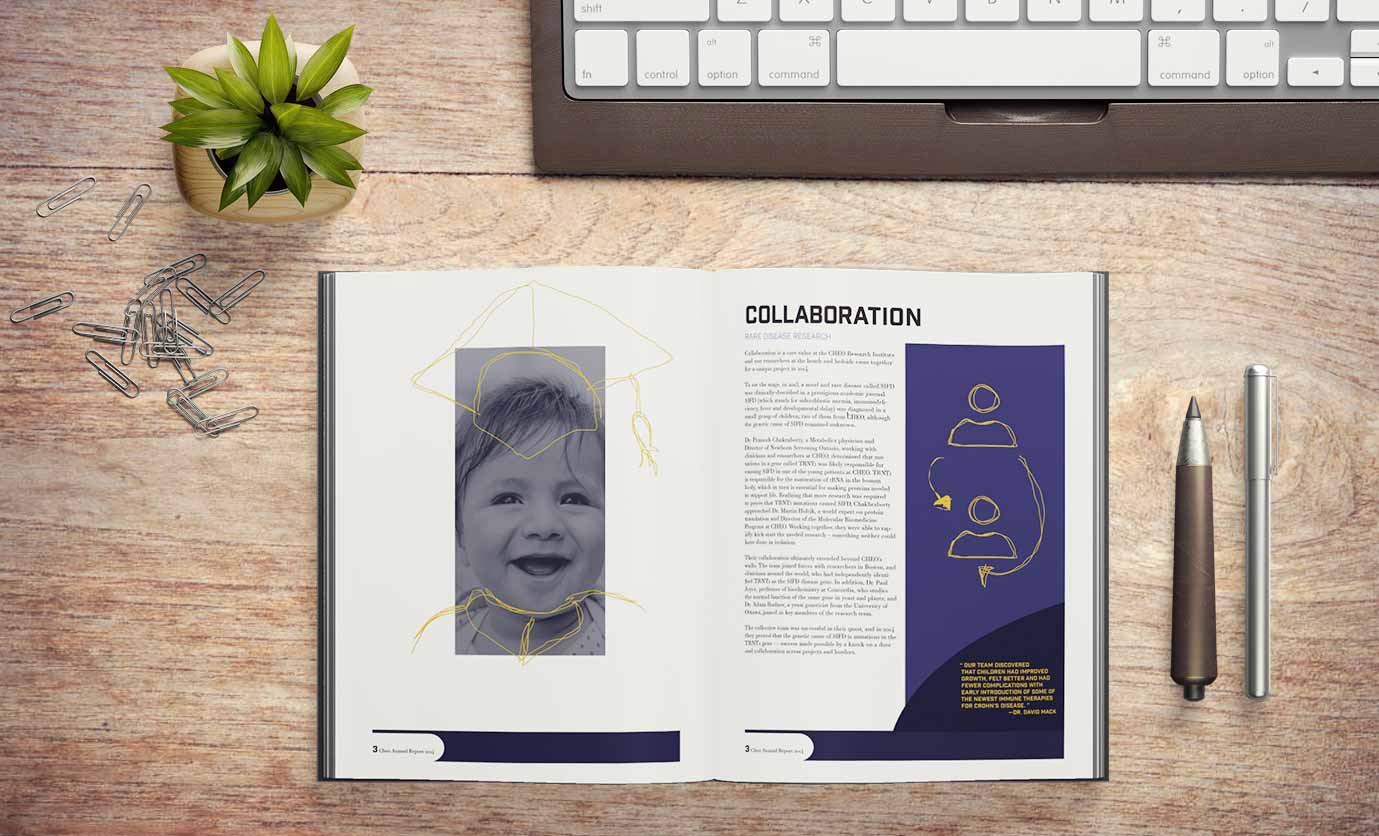 shift
Z
X
C
V
B
N
M
,
.
/
fn
control
alt
option
⌘
command
⌘
command
alt
option
COLLABORATION
RARE DISEASE RESEARCH
Collaboration is a core value at the CHEO Research Institute
and our researchers at the bench and bedside came together
for a unique project in 2014.
To set the stage, in 2013, a novel and rare disease called SIFD
was clinically-described in a prestigious academic journal.
SIFD (which stands for sideroblastic anemia, immunodefi-
ciency, fever and developmental delay) was diagnosed in a
small group of children, two of them from CHEO, although
the genetic cause of SIFD remained unknown.
Dr. Pranesh Chakraborty, a Metabolics physician and
Director of Newborn Screening Ontario, working with
clinicians and researchers at CHEO, determined that mu-
tations in a gene called TRNT1 was likely responsible for
causing SIFD in one of the young patients at CHEO. TRNT1
is responsible for the maturation of tRNA in the human
body, which in turn is essential for making proteins needed
to support life. Realizing that more research was required
to prove that TRNT1 mutations caused SIFD, Chakraborty
approached Dr. Martin Holcik, a world expert on protein
translation and Director of the Molecular Biomedicine
Program at CHEO. Working together, they were able to rap-
idly kick start the needed research – something neither could
have done in isolation.
Their collaboration ultimately extended beyond CHEO's
walls. The team joined forces with researchers in Boston, and
clinicians around the world, who had independently identi-
fied TRNT1 as the SIFD disease gene. In addition, Dr. Paul
Joyce, professor of biochemistry at Concordia, who studies
the normal function of the same gene in yeast and plants, and
Dr. Adam Rudner, a yeast geneticist from the University of
Ottawa, joined as key members of the research team.
The collective team was successful in their quest, and in 2014
they proved that the genetic cause of SIFD is mutations in the
TRNT1 gene — success made possible by a knock on a door
and collaboration across projects and borders.
" OUR TEAM DISCOVERED
THAT CHILDREN HAD IMPROVED
GROWTH, FELT BETTER AND HAD
FEWER COMPLICATIONS WITH
EARLY INTRODUCTION OF SOME OF
THE NEWEST IMMUNE THERAPIES
FOR CROHN'S DISEASE. "
—DR. DAVID MACK
3 Cheo Annual Report 2014
3 Cheo Annual Report 2014